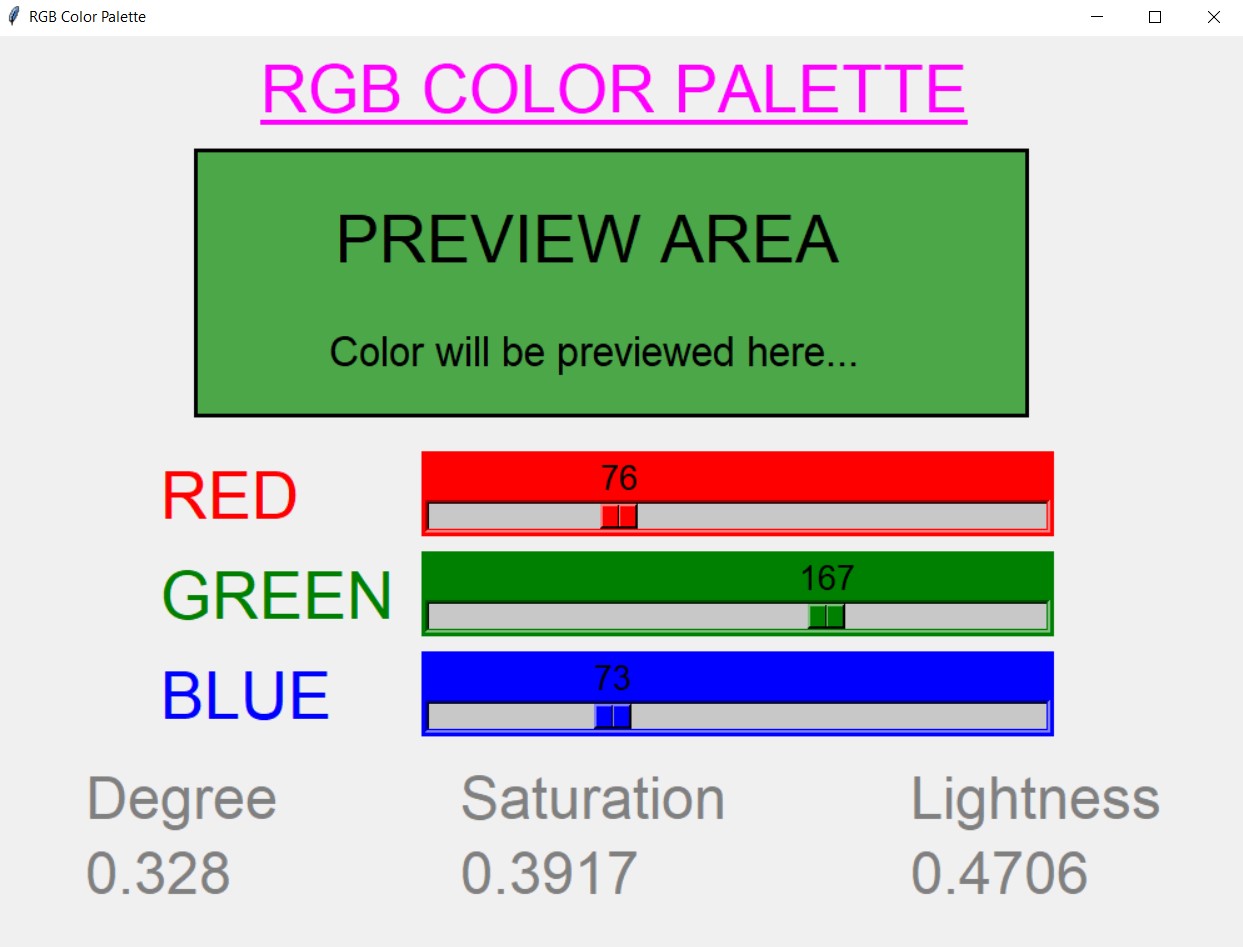 RGB Color Palette
RGB COLOR PALETTE
PREVIEW AREA
Color will be previewed here...
RED 76
GREEN 167
BLUE 73
Degree Saturation Lightness
0.328 0.3917 0.4706